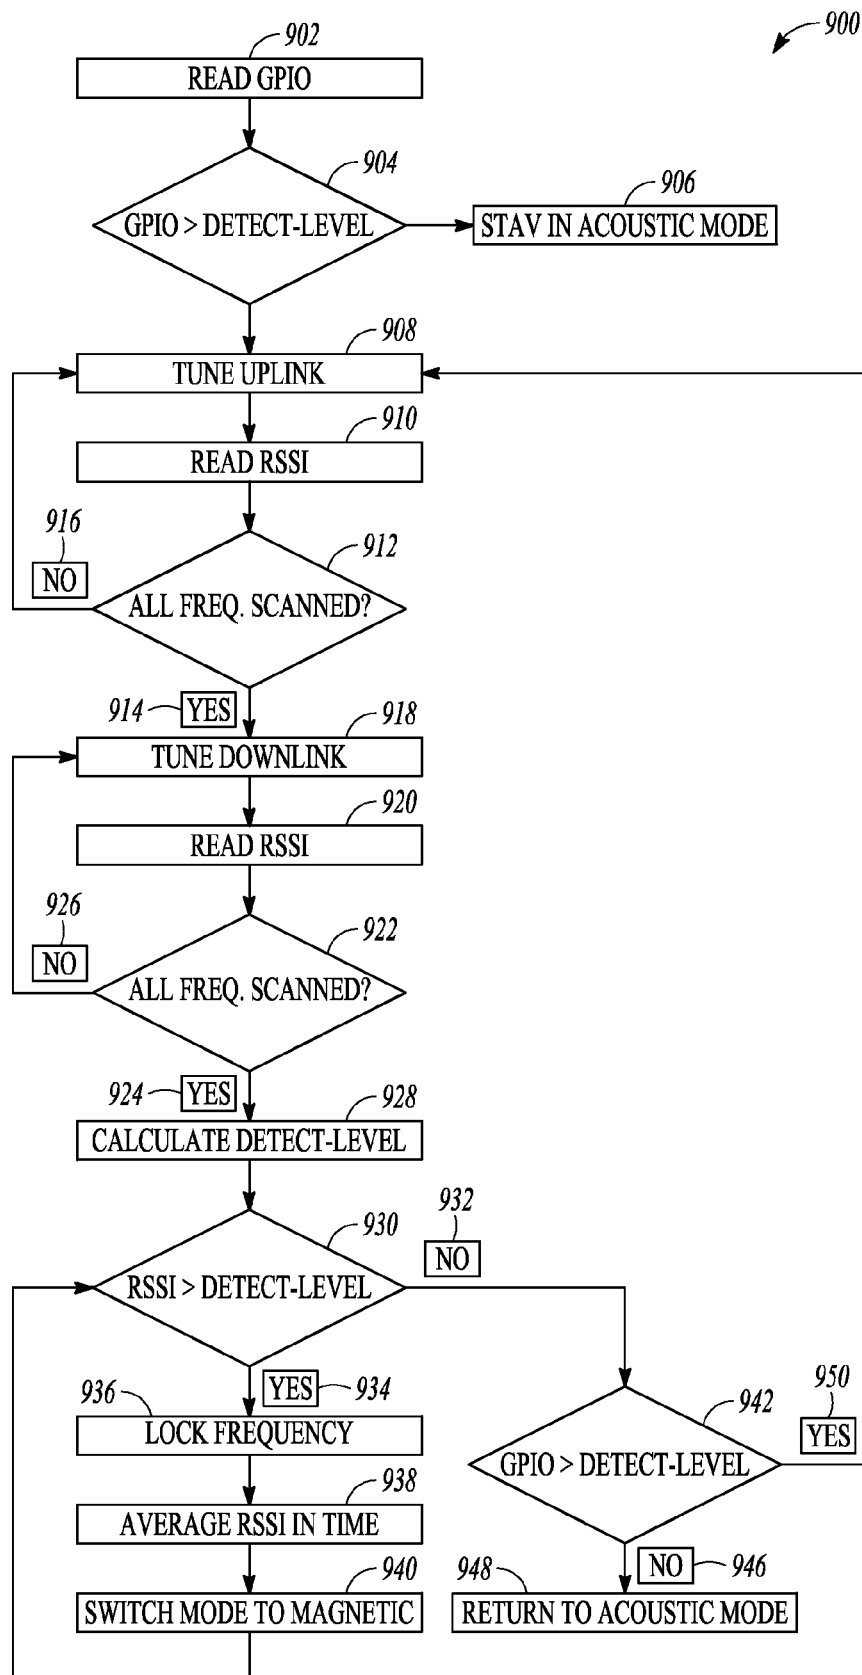 900
902
READ GPIO
904
GPIO > DETECT-LEVEL
906
STAV IN ACOUSTIC MODE
908
TUNE UPLINK
910
READ RSSI
916
NO
912
ALL FREQ. SCANNED?
914
YES
918
TUNE DOWNLINK
920
READ RSSI
926
NO
922
ALL FREQ. SCANNED?
924
YES
928
CALCULATE DETECT-LEVEL
930
RSSI > DETECT-LEVEL
932
NO
YES
934
936
LOCK FREQUENCY
942
GPIO > DETECT-LEVEL
950
YES
938
AVERAGE RSSI IN TIME
940
SWITCH MODE TO MAGNETIC
NO
946
948
RETURN TO ACOUSTIC MODE